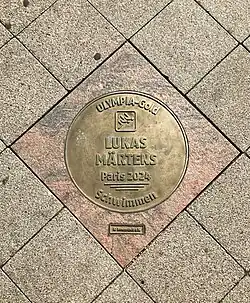 OLYMPIA-GOLD
LUKAS
MÄRTENS
Paris 2024
Schwimmen